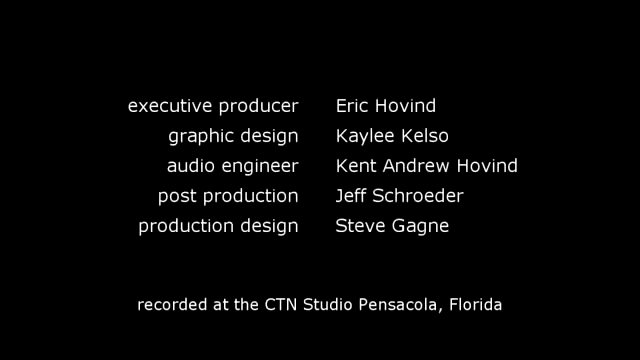 executive producer Eric Hovind
graphic design Kaylee Kelso
audio engineer Kent Andrew Hovind
post production Jeff Schroeder
production design Steve Gagne
recorded at the CTN Studio Pensacola, Florida